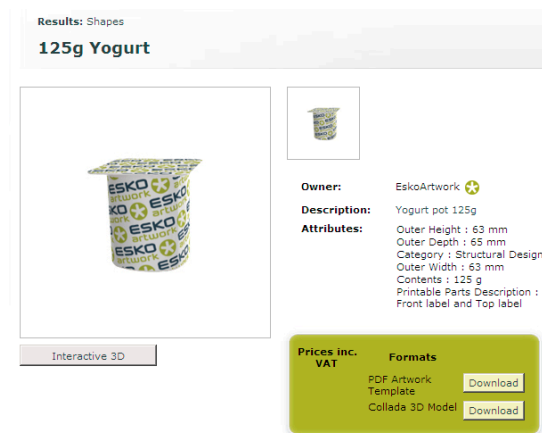 Results: Shapes
125g Yogurt
ESKO
artwork
ESKO
artwork
ESKO
artwork
ESKO
artwork
Interactive 3D
Owner: EskoArtwork
Description: Yogurt pot 125g
Attributes: Outer Height : 63 mm
Outer Depth : 65 mm
Category : Structural Design
Outer Width : 63 mm
Contents : 125 g
Printable Parts Description :
Front label and Top label
Prices inc. VAT Formats
PDF Artwork Template Download
Collada 3D Model Download